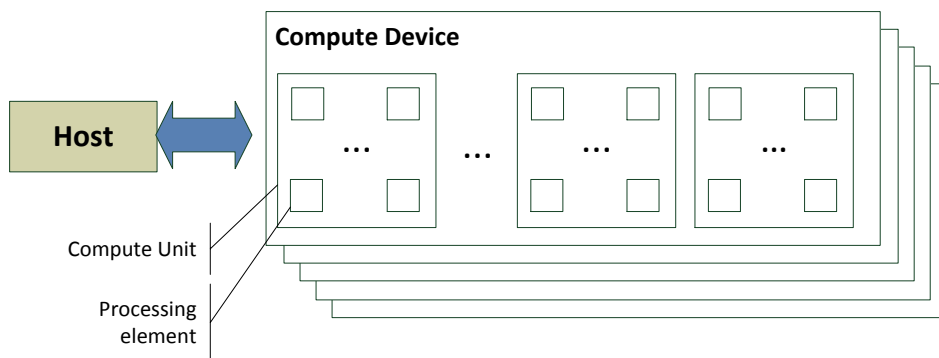 Compute Device
Host
...
...
...
...
Compute Unit
Processing
element